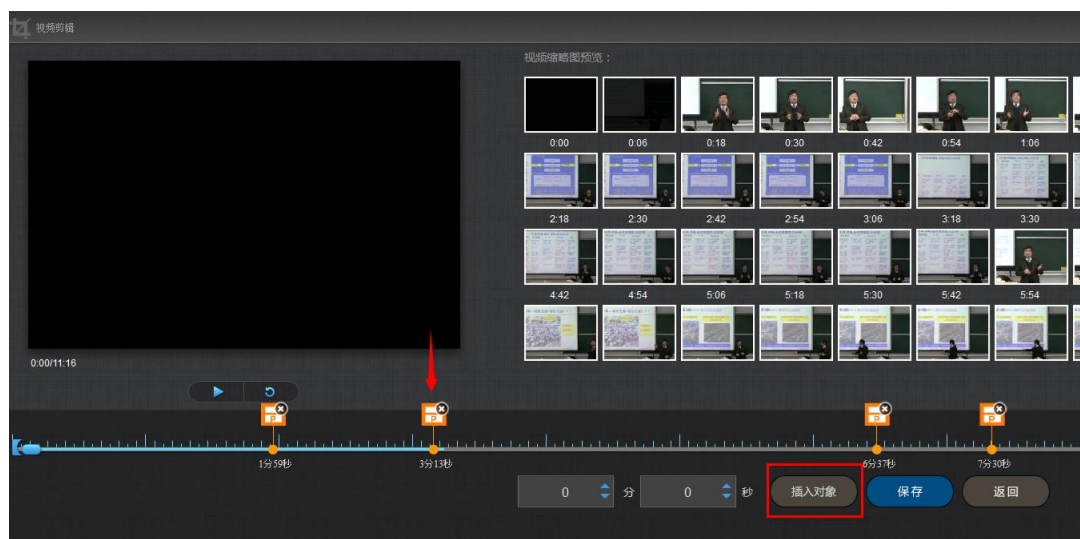 视频剪辑
视频缩略图预览：
0:00 0:06 0:18 0:30 0:42 0:54 1:06
2:18 2:30 2:42 2:54 3:06 3:18 3:30
4:42 4:54 5:06 5:18 5:30 5:42 5:54
0:00/11:16
1分59秒 3分13秒 6分37秒 7分30秒
0 分 0 秒 插入对象 保存 返回